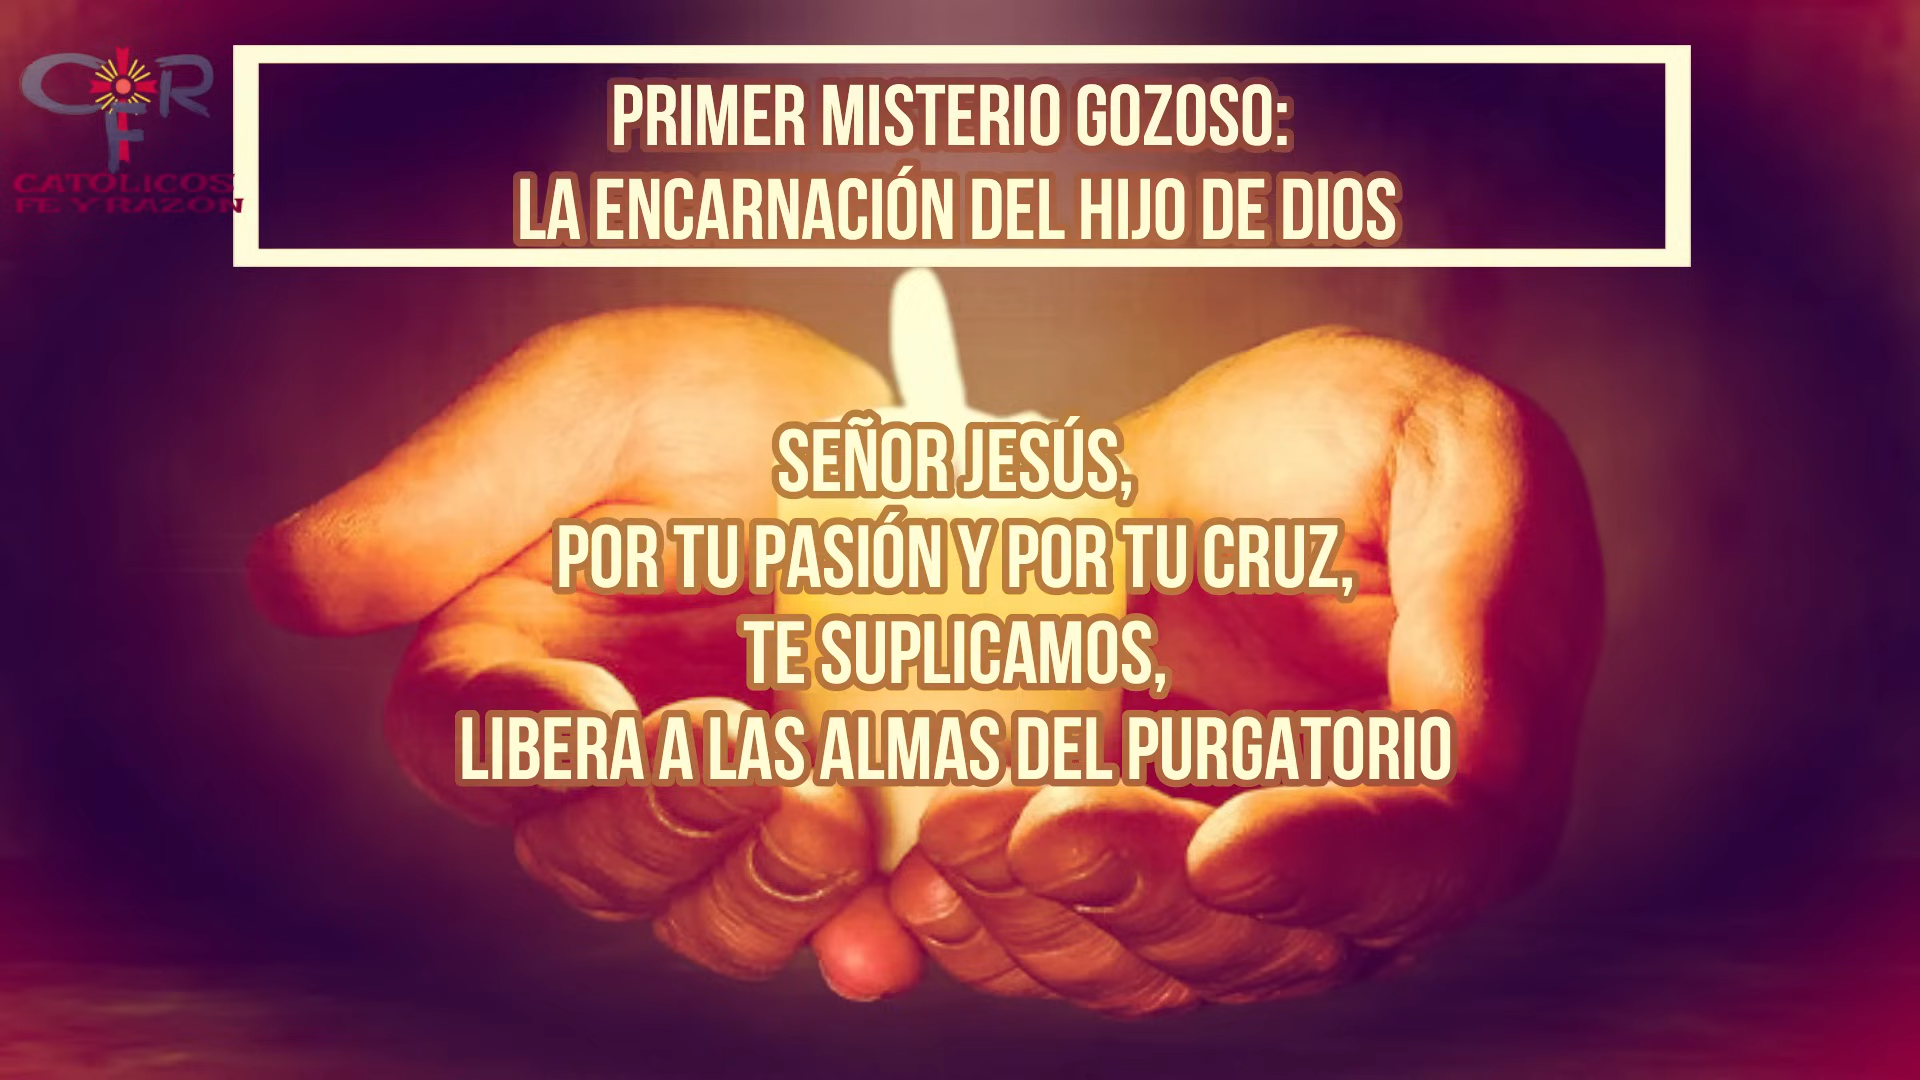 CFR
CATÓLICOS
FE Y RAZÓN
PRIMER MISTERIO GOZOSO:
LA ENCARNACIÓN DEL HIJO DE DIOS
SEÑOR JESÚS,
POR TU PASIÓN Y POR TU CRUZ,
TE SUPLICAMOS,
LIBERA A LAS ALMAS DEL PURGATORIO